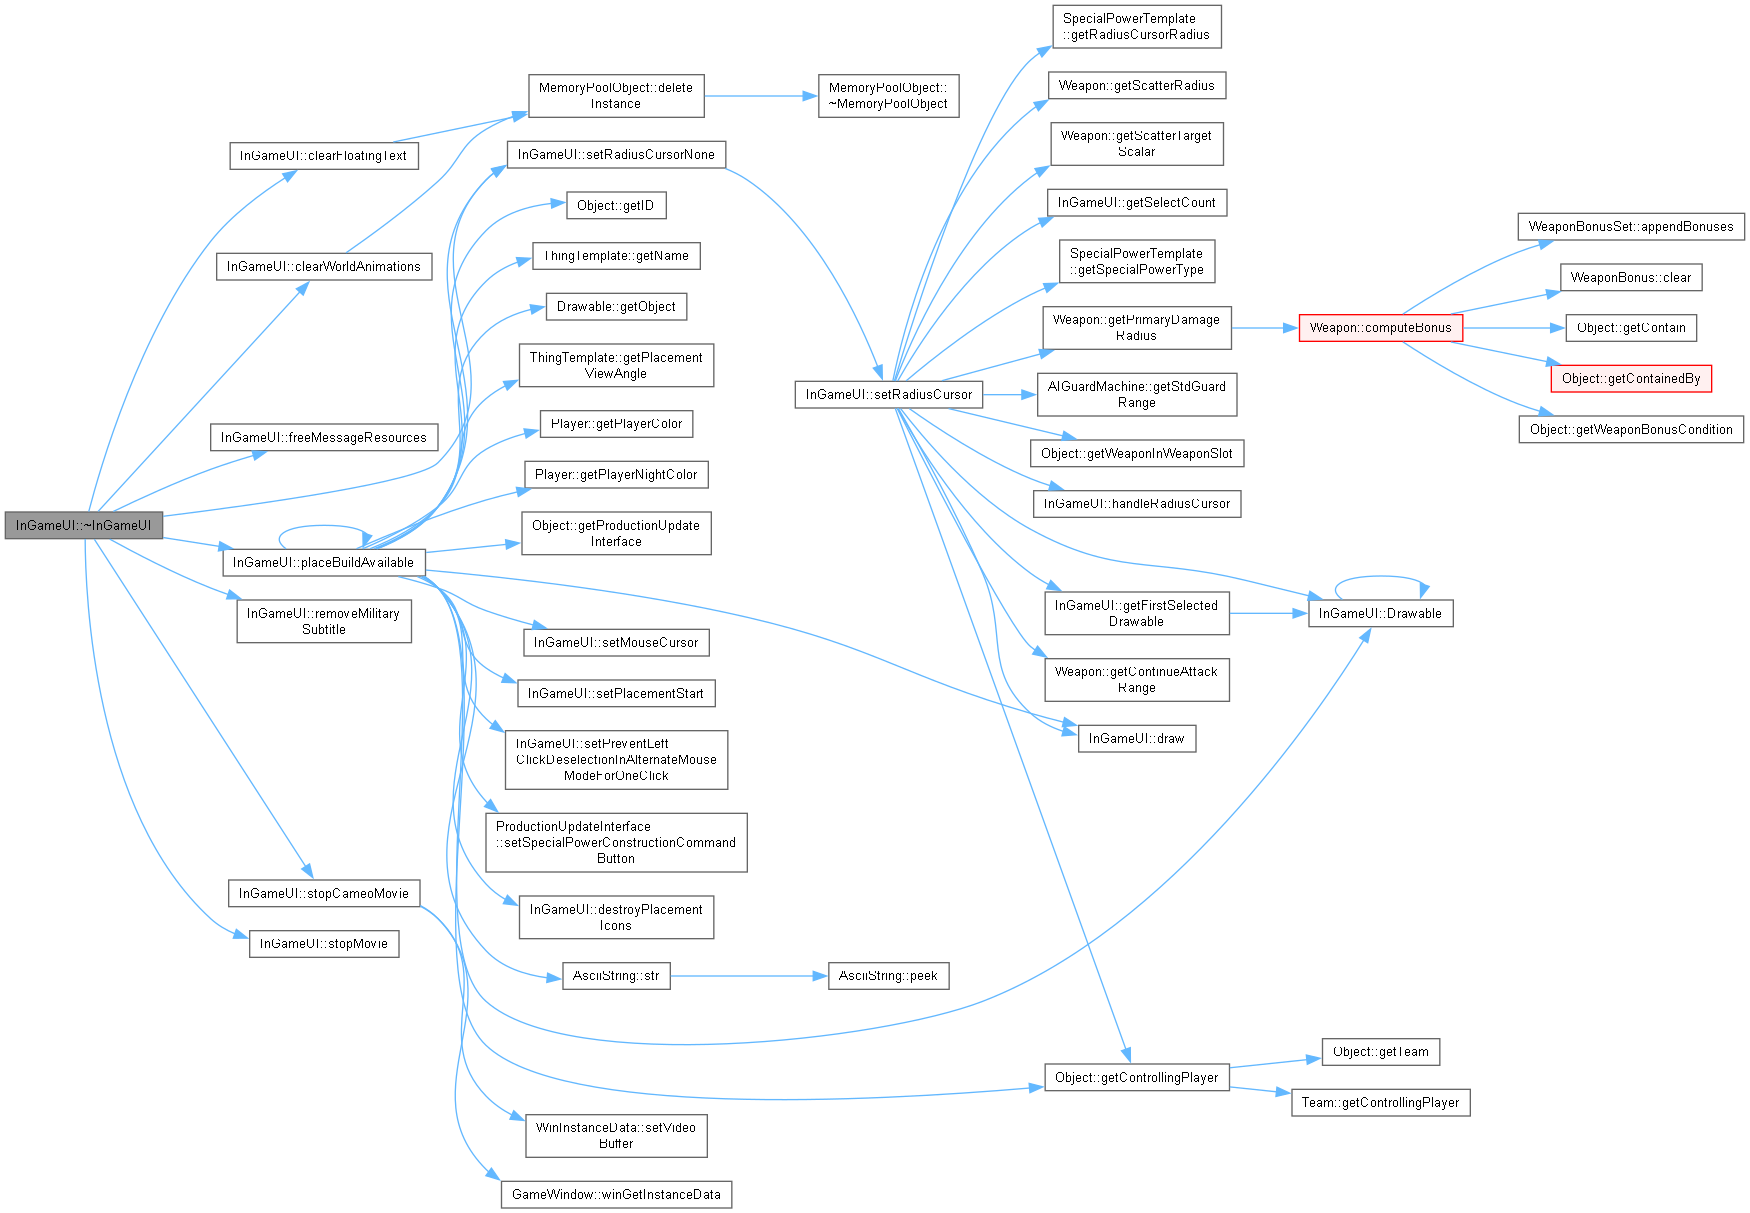 InGameUI::~InGameUI
InGameUI::clearFloatingText
InGameUI::clearWorldAnimations
InGameUI::freeMessageResources
InGameUI::placeBuildAvailable
InGameUI::removeMilitary
Subtitle
InGameUI::stopCameoMovie
InGameUI::stopMovie
MemoryPoolObject::delete
Instance
MemoryPoolObject::
~MemoryPoolObject
InGameUI::setRadiusCursorNone
Object::getID
ThingTemplate::getName
Drawable::getObject
ThingTemplate::getPlacement
ViewAngle
Player::getPlayerColor
Player::getPlayerNightColor
Object::getProductionUpdate
Interface
InGameUI::setMouseCursor
InGameUI::setPlacementStart
InGameUI::setPreventLeft
ClickDeselectionInAlternateMouse
ModeForOneClick
ProductionUpdateInterface
::setSpecialPowerConstructionCommand
Button
InGameUI::destroyPlacement
Icons
AsciiString::str
AsciiString::peek
WinInstanceData::setVideo
Buffer
GameWindow::winGetInstanceData
InGameUI::setRadiusCursor
SpecialPowerTemplate
::getRadiusCursorRadius
Weapon::getScatterRadius
Weapon::getScatterTarget
Scalar
InGameUI::getSelectCount
SpecialPowerTemplate
::getSpecialPowerType
Weapon::getPrimaryDamage
Radius
AIGuardMachine::getStdGuard
Range
Object::getWeaponInWeaponSlot
InGameUI::handleRadiusCursor
InGameUI::getFirstSelected
Drawable
Weapon::getContinueAttack
Range
InGameUI::draw
Object::getControllingPlayer
Weapon::computeBonus
InGameUI::Drawable
Object::getTeam
Team::getControllingPlayer
WeaponBonusSet::appendBonuses
WeaponBonus::clear
Object::getContain
Object::getContainedBy
Object::getWeaponBonusCondition